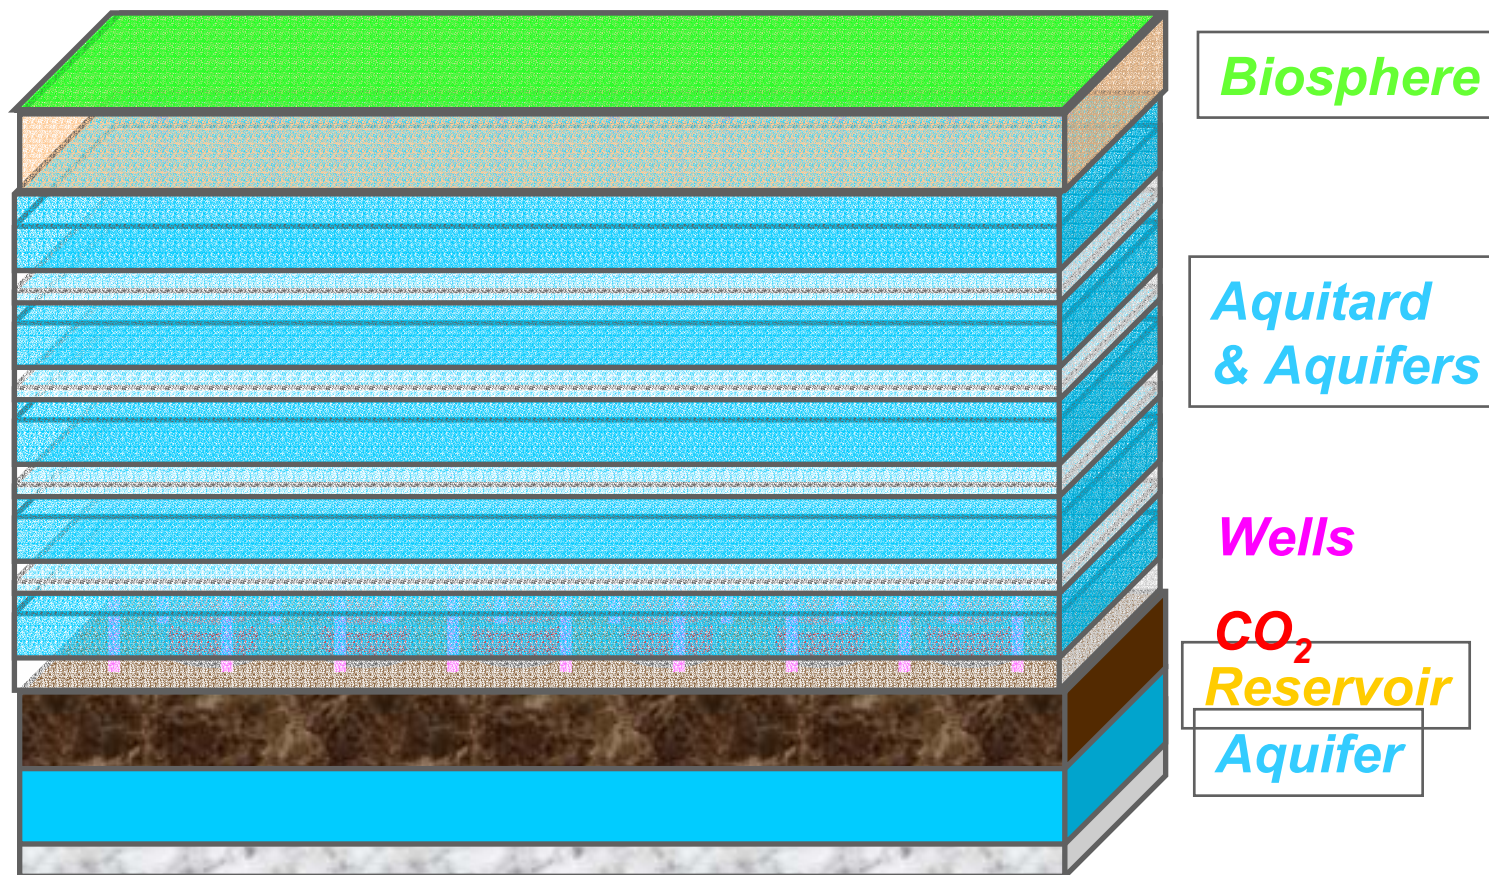 Biosphere
Aquitard
& Aquifers
Wells
CO₂
Reservoir
Aquifer